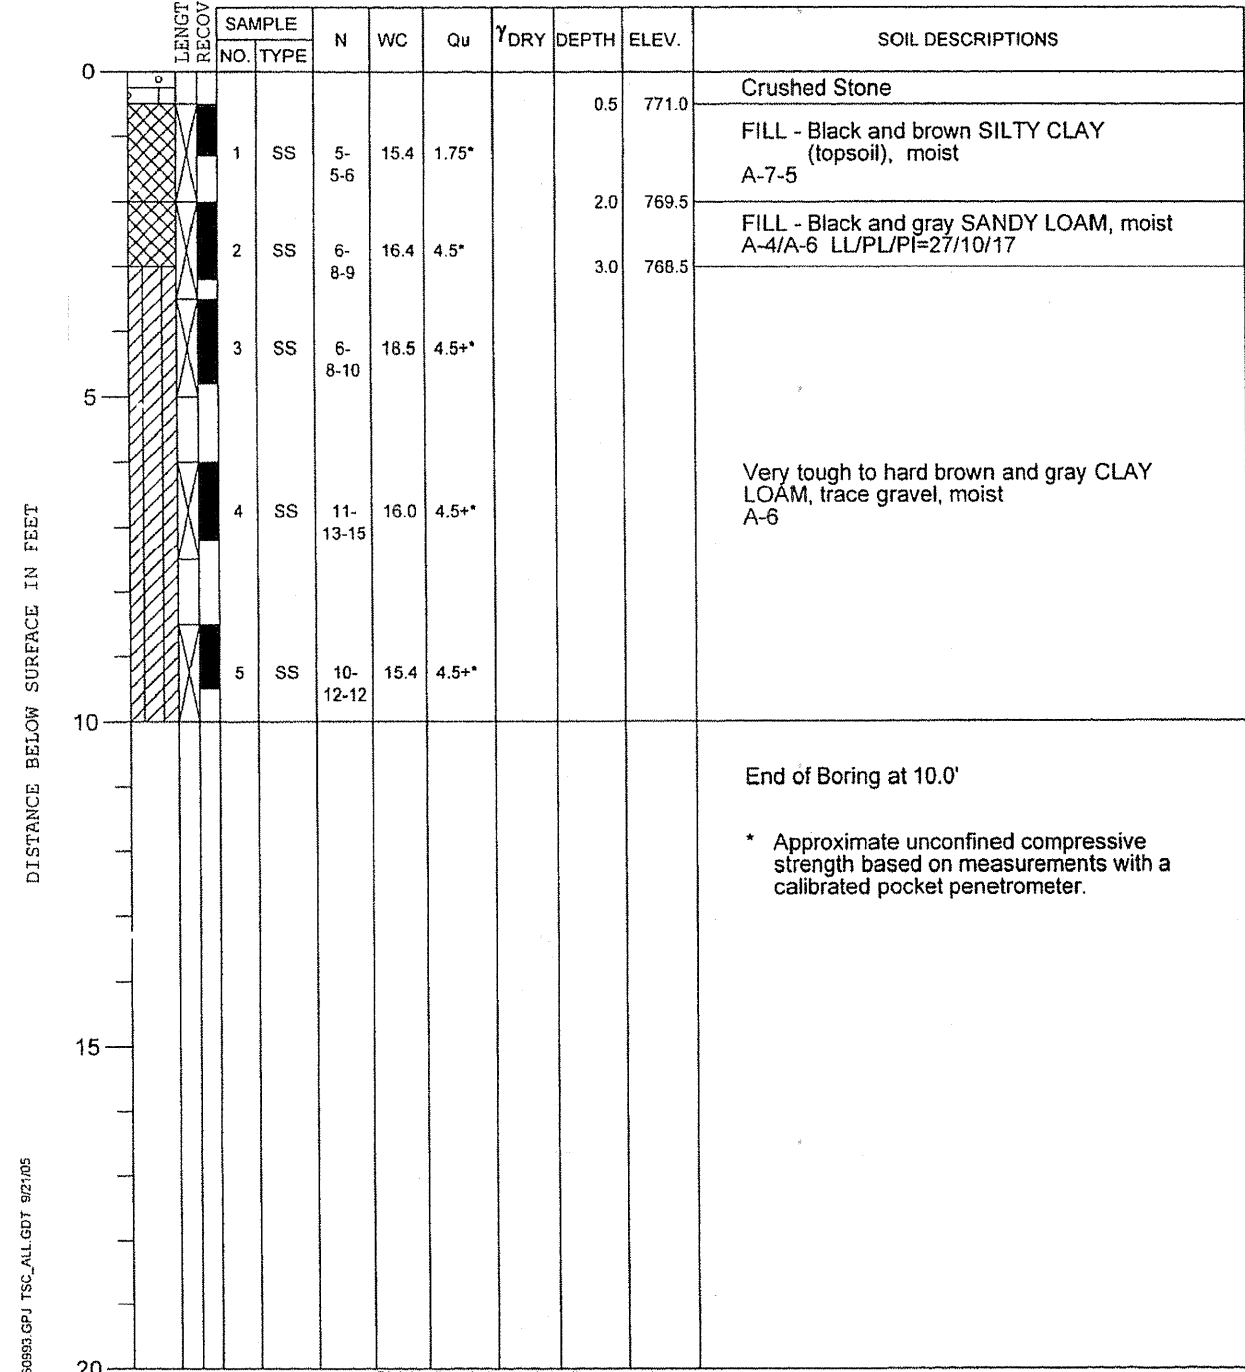 LENGT
RECOV
SAMPLE
NO. TYPE
N
WC
Qu
γDRY
DEPTH
ELEV.
SOIL DESCRIPTIONS
0
Crushed Stone
0.5 771.0
FILL - Black and brown SILTY CLAY
(topsoil), moist
A-7-5
1 SS 5- 15.4 1.75*
5-6
2.0 769.5
FILL - Black and gray SANDY LOAM, moist
A-4/A-6 LL/PL/PI=27/10/17
2 SS 6- 16.4 4.5*
8-9
3.0 768.5
3 SS 6- 18.5 4.5+*
8-10
5
Very tough to hard brown and gray CLAY
LOAM, trace gravel, moist
A-6
4 SS 11- 16.0 4.5+*
13-15
5 SS 10- 15.4 4.5+*
12-12
10
End of Boring at 10.0'
* Approximate unconfined compressive
strength based on measurements with a
calibrated pocket penetrometer.
15
20
DISTANCE BELOW SURFACE IN FEET
60993.GPJ TSC_ALL.GDT 9/21/05